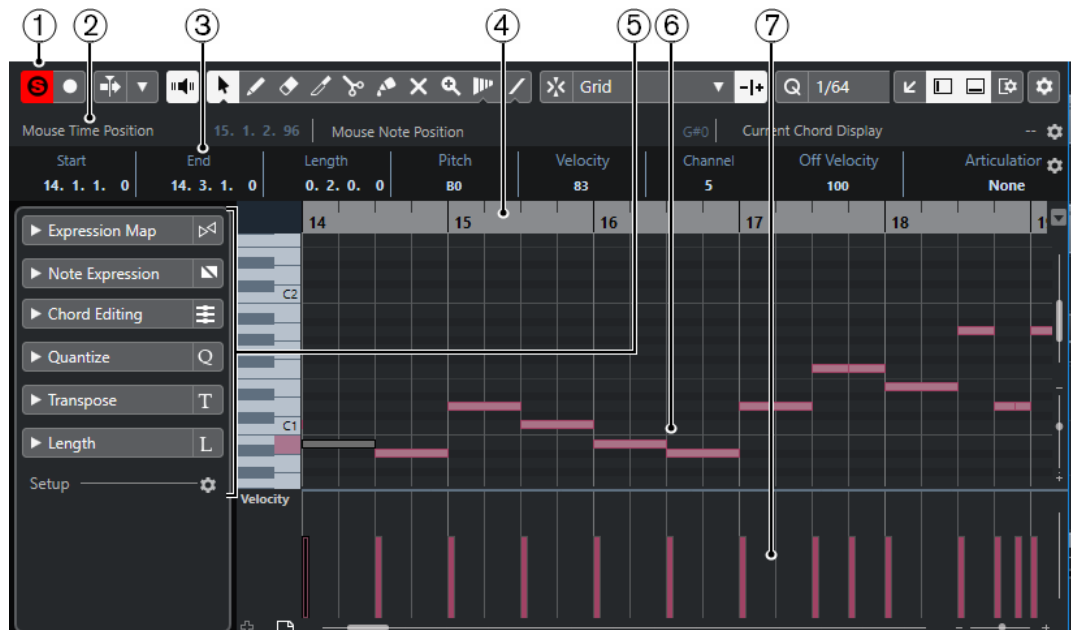 1 2 3 4 5 6 7
S Grid Q 1/64
Mouse Time Position 15. 1. 2. 96 Mouse Note Position G#0 Current Chord Display --
Start End Length Pitch Velocity Channel Off Velocity Articulation
14. 1. 1. 0 14. 3. 1. 0 0. 2. 0. 0 B0 83 5 100 None
14 15 16 17 18 19
Expression Map
Note Expression
C2
Chord Editing
Quantize Q
Transpose T
C1
Length L
Setup
Velocity